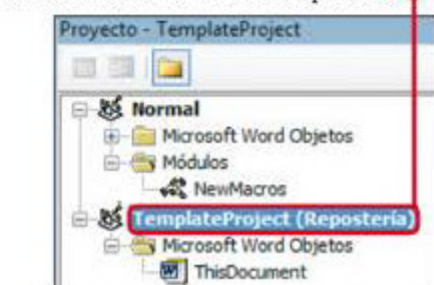 Proyecto - TemplateProject
Normal
Microsoft Word Objetos
Módulos
NewMacros
TemplateProject (Repostería)
Microsoft Word Objetos
ThisDocument